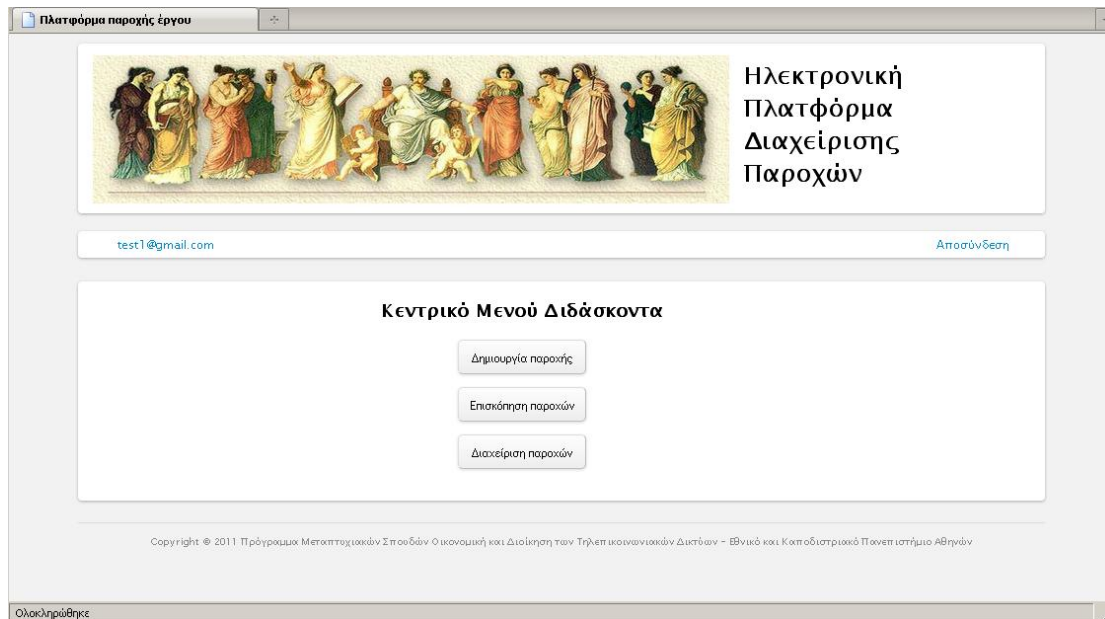 Πλατφόρμα παροχής έργου
Ηλεκτρονική
Πλατφόρμα
Διαχείρισης
Παροχών
test1@gmail.com
Αποσύνδεση
Κεντρικό Μενού Διδάσκοντα
Δημιουργία παροχής
Επισκόπηση παροχών
Διαχείριση παροχών
Copyright © 2011 Πρόγραμμα Μεταπτυχιακών Σπουδών Οικονομική και Διοίκηση των Τηλεπικοινωνιακών Δικτύων - Εθνικό και Καποδιστριακό Πανεπιστήμιο Αθηνών
Ολοκληρώθηκε